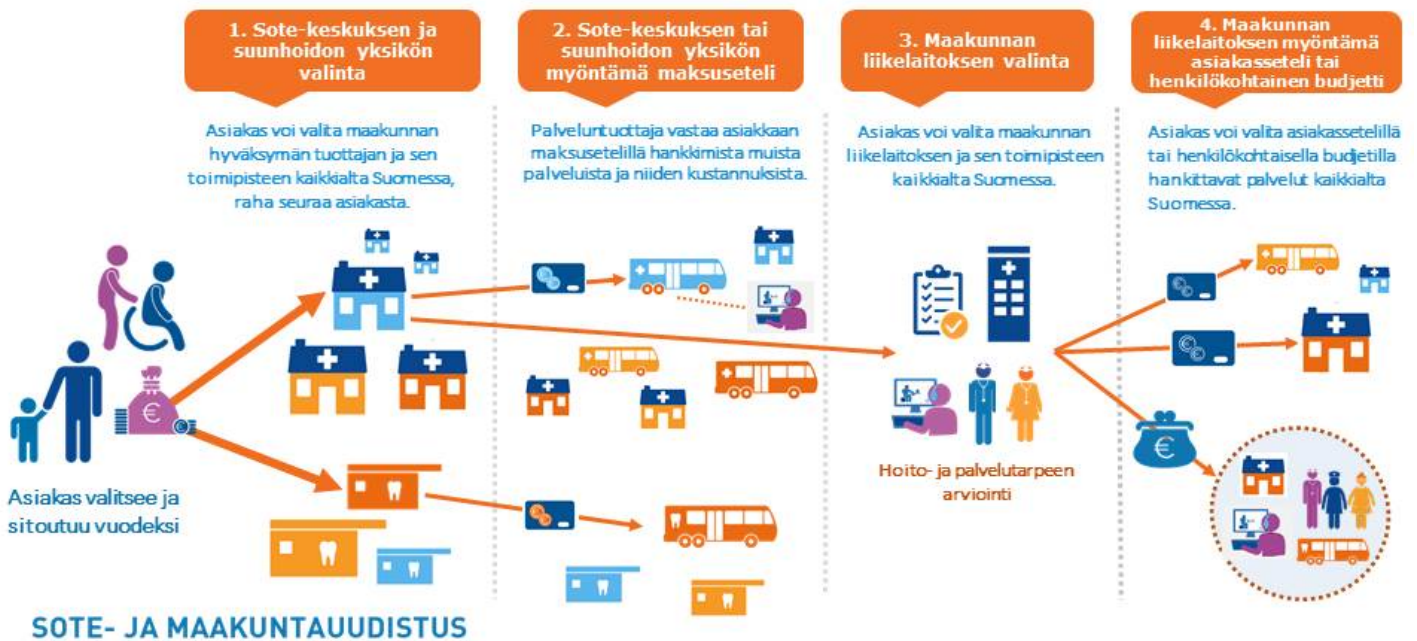 1. Sote-keskuksen ja
suunhoidon yksikön
valinta
Asiakas voi valita maakunnan
hyväksymän tuottajan ja sen
toimipisteen kaikkialta Suomessa,
raha seuraa asiakasta.
2. Sote-keskuksen tai
suunhoidon yksikön
myöntämä maksuseteli
Palveluntuottaja vastaa asiakkaan
maksusetelillä hankkimista muista
palveluista ja niiden kustannuksista.
3. Maakunnan
liikelaitoksen valinta
Asiakas voi valita maakunnan
liikelaitoksen ja sen toimipisteen
kaikkialta Suomessa.
4. Maakunnan
liikelaitoksen myöntämä
asiakasseteli tai
henkilökohtainen budjetti
Asiakas voi valita asiakassetelillä
tai henkilökohtaisella budjetilla
hankittavat palvelut kaikkialta
Suomessa.
€
Asiakas valitsee ja
sitoutuu vuodeksi
Hoito- ja palvelutarpeen
arviointi
€
SOTE- JA MAAKUNTAUUDISTUS